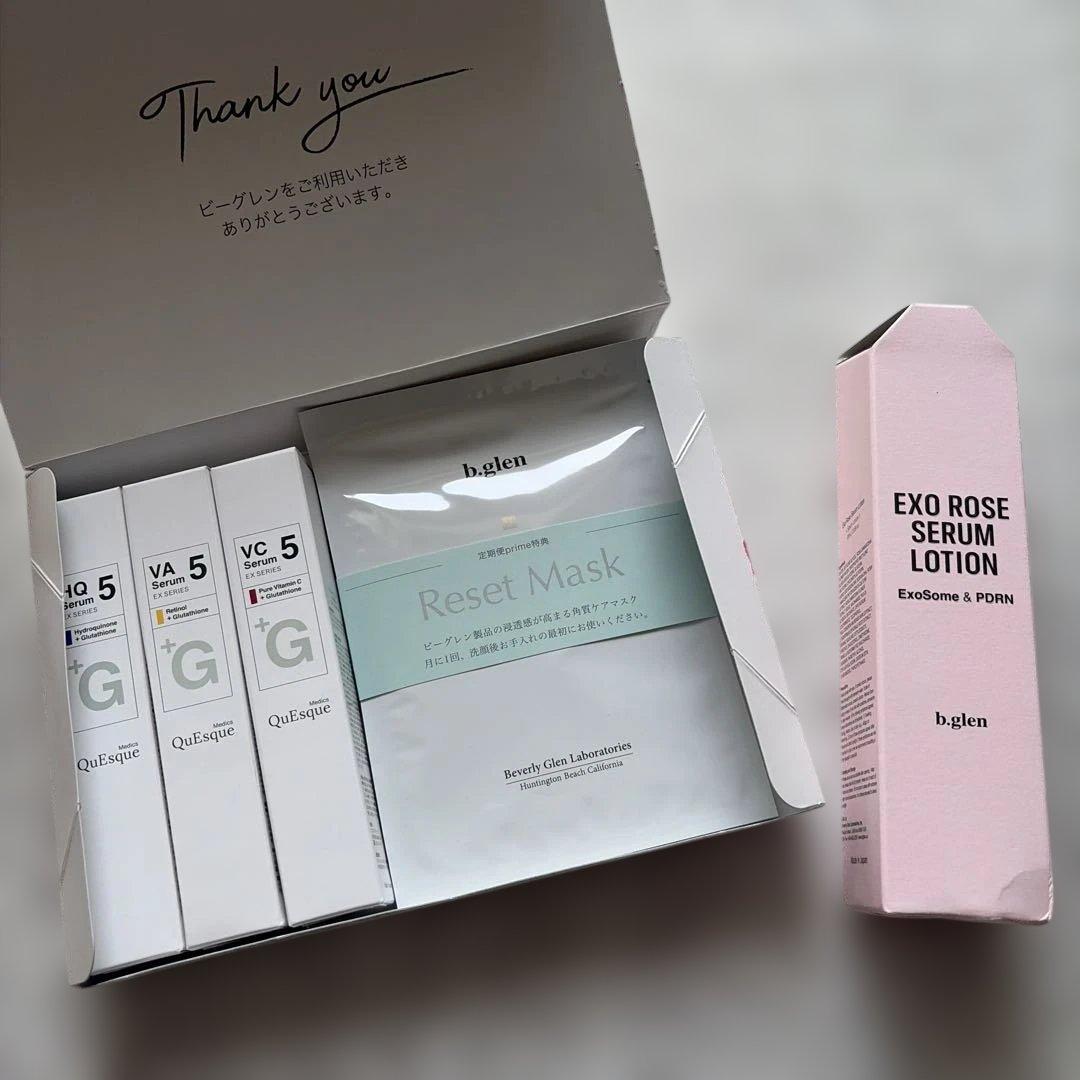 Thank you
ビーグレンをご利用いただき
ありがとうございます。
HQ 5
Serum
EX SERIES
Hydroquinone
+ Glutathione
+G
Medics
QuEsque
VA 5
Serum
EX SERIES
Retinol
+ Glutathione
+G
Medics
QuEsque
VC 5
Serum
EX SERIES
Pure Vitamin C
+ Glutathione
+G
Medics
QuEsque
b.glen
定期便prime特典
Reset Mask
ビーグレン製品の浸透感が高まる角質ケアマスク
月に1回、洗顔後お手入れの最初にお使いください。
Beverly Glen Laboratories
Huntington Beach California
EXO ROSE
SERUM
LOTION
ExoSome & PDRN
b.glen
Made in Japan